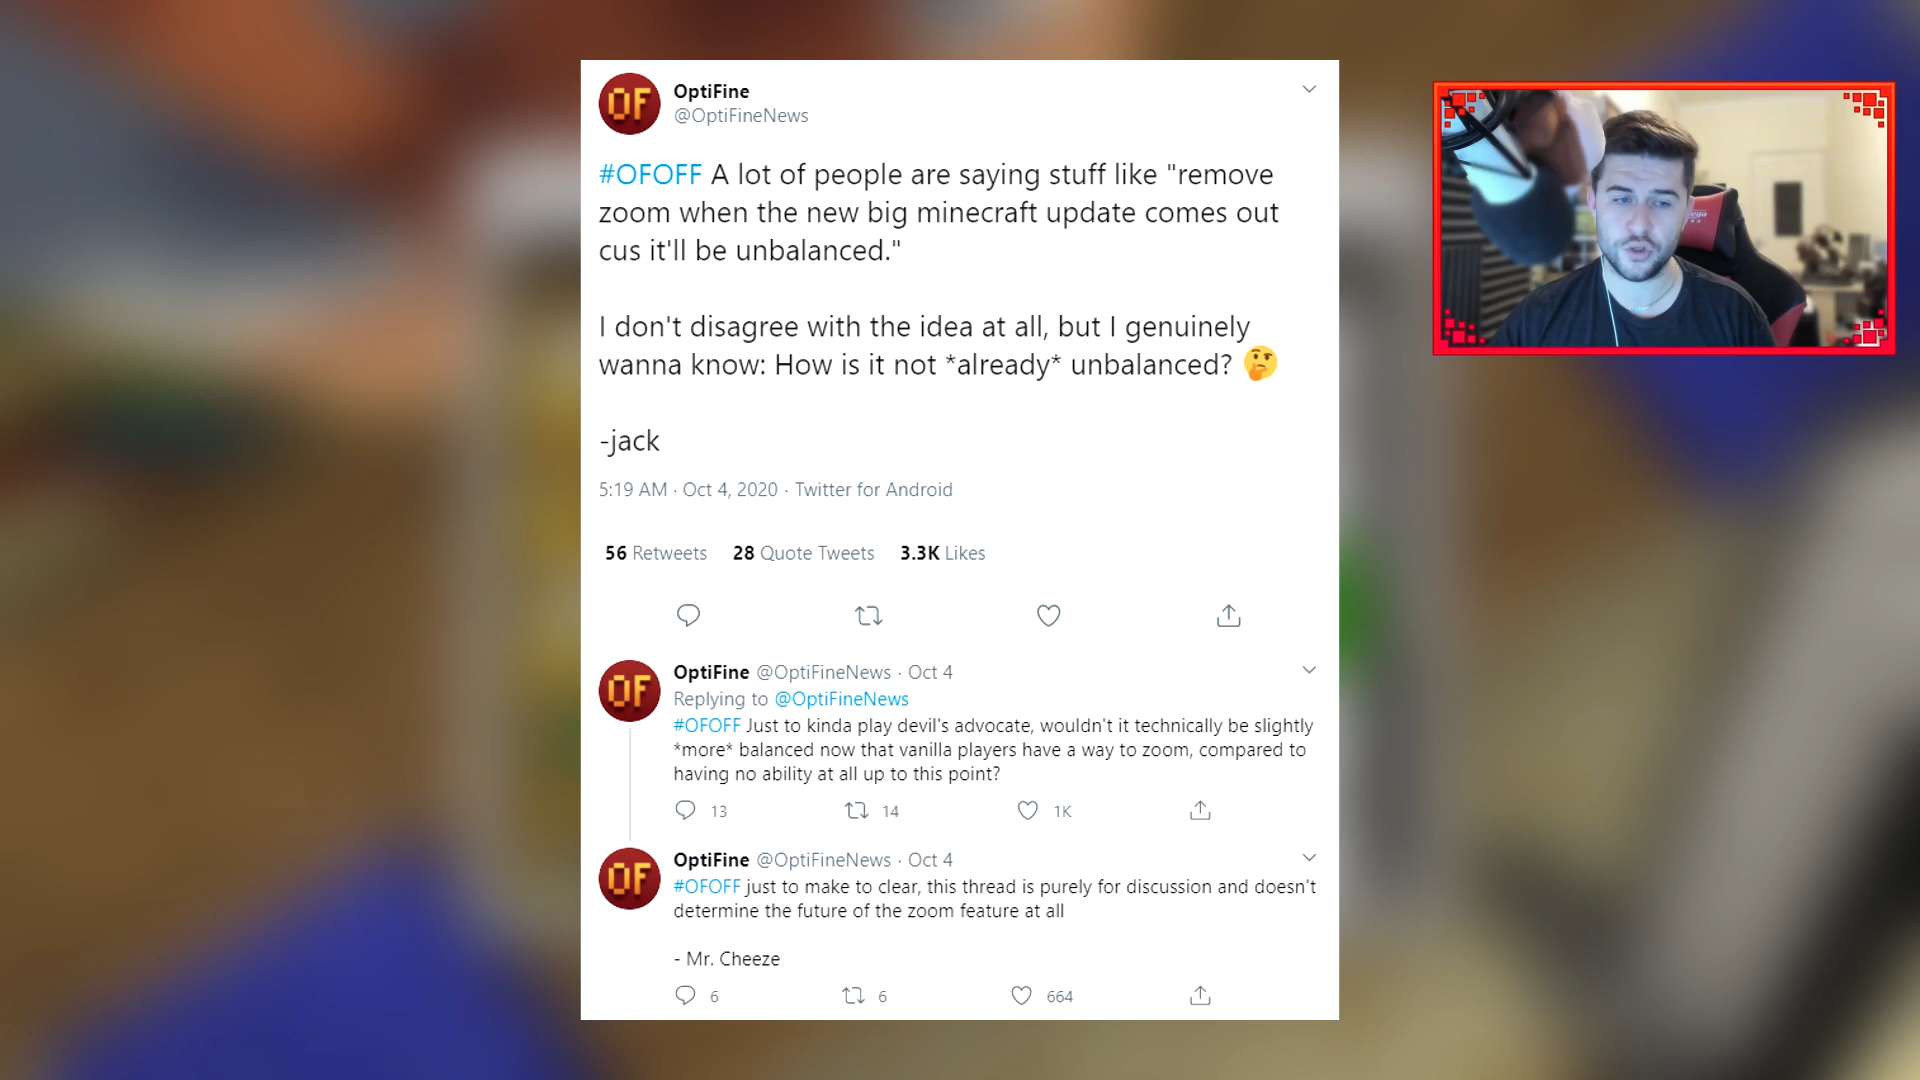 OF
OptiFine
@OptiFineNews
#OFOFF A lot of people are saying stuff like "remove
zoom when the new big minecraft update comes out
cus it'll be unbalanced."
I don't disagree with the idea at all, but I genuinely
wanna know: How is it not *already* unbalanced? 🤔
-jack
5:19 AM · Oct 4, 2020 · Twitter for Android
56 Retweets 28 Quote Tweets 3.3K Likes
OF
OptiFine @OptiFineNews · Oct 4
Replying to @OptiFineNews
#OFOFF Just to kinda play devil's advocate, wouldn't it technically be slightly
*more* balanced now that vanilla players have a way to zoom, compared to
having no ability at all up to this point?
13 14 1K
OF
OptiFine @OptiFineNews · Oct 4
#OFOFF just to make to clear, this thread is purely for discussion and doesn't
determine the future of the zoom feature at all
- Mr. Cheeze
6 6 664